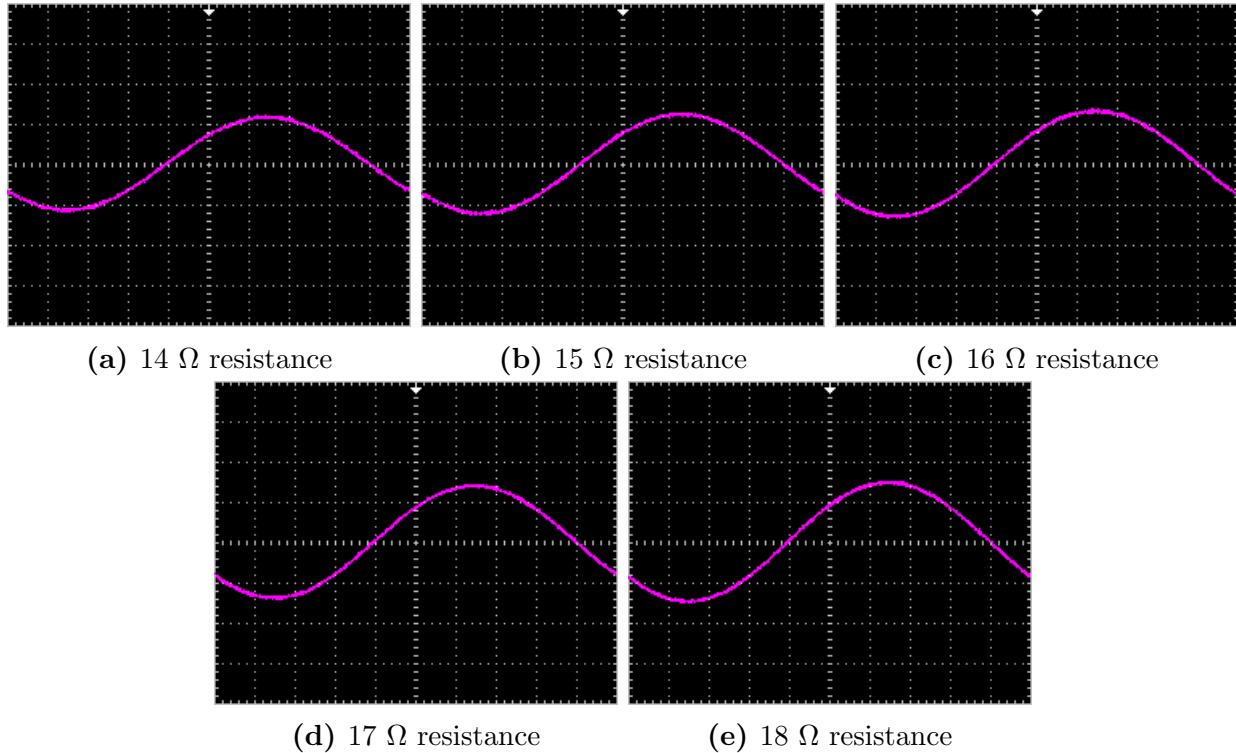 (a) 14 Ω resistance
(b) 15 Ω resistance
(c) 16 Ω resistance
(d) 17 Ω resistance
(e) 18 Ω resistance